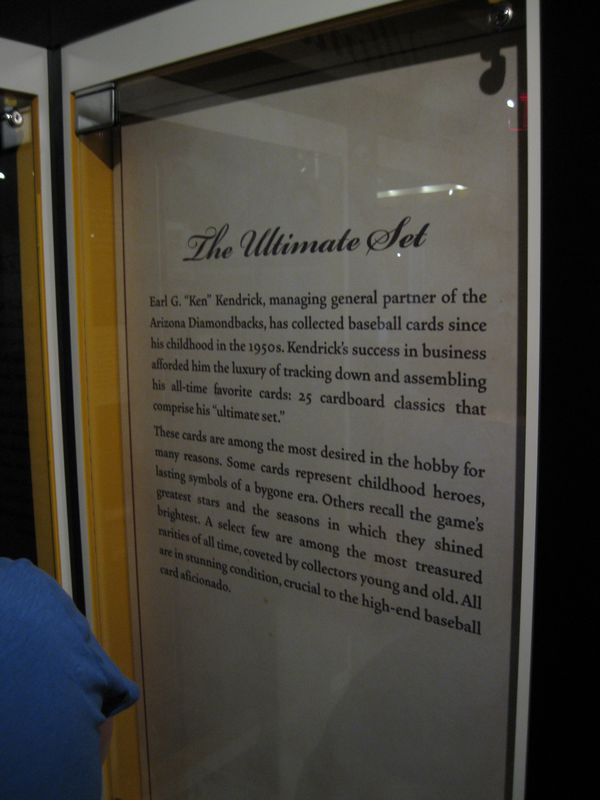 The Ultimate Set
Earl G. “Ken” Kendrick, managing general partner of the
Arizona Diamondbacks, has collected baseball cards since
his childhood in the 1950s. Kendrick’s success in business
afforded him the luxury of tracking down and assembling
his all-time favorite cards: 25 cardboard classics that
comprise his “ultimate set.”
These cards are among the most desired in the hobby for
many reasons. Some cards represent childhood heroes,
lasting symbols of a bygone era. Others recall the game’s
greatest stars and the seasons in which they shined
brightest. A select few are among the most treasured
rarities of all time, coveted by collectors young and old. All
are in stunning condition, crucial to the high-end baseball
card aficionado.